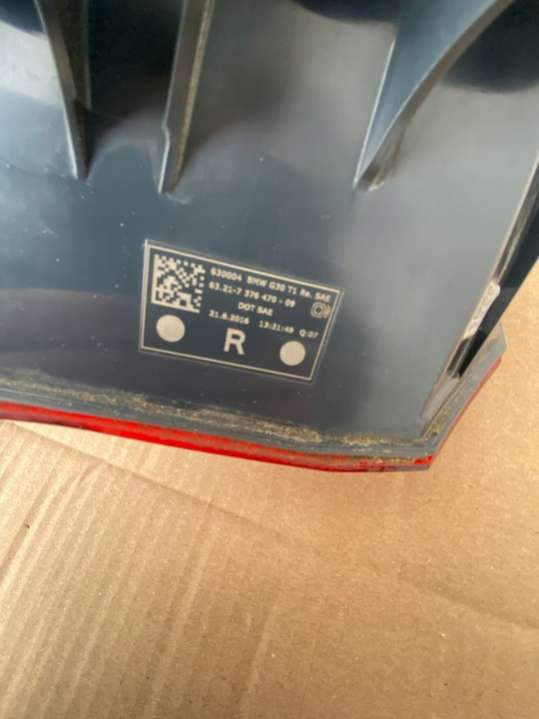 630004 BMW G30 T1 Re. SAE
63.21-7 376 470 - 09
DOT SAE
21.6.2016 13:21:49 Q:07
R